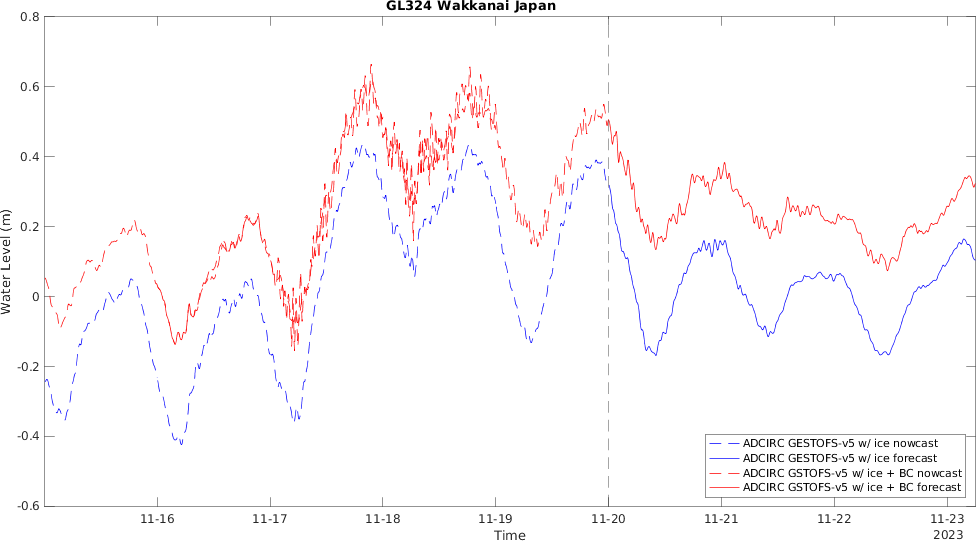 GL324 Wakkanai Japan
0.8
0.6
0.4
0.2
0
-0.2
-0.4
-0.6
Water Level (m)
ADCIRC GESTOFS-v5 w/ ice nowcast
ADCIRC GESTOFS-v5 w/ ice forecast
ADCIRC GSTOFS-v5 w/ ice + BC nowcast
ADCIRC GSTOFS-v5 w/ ice + BC forecast
11-16 11-17 11-18 11-19 11-20 11-21 11-22 11-23
Time
2023